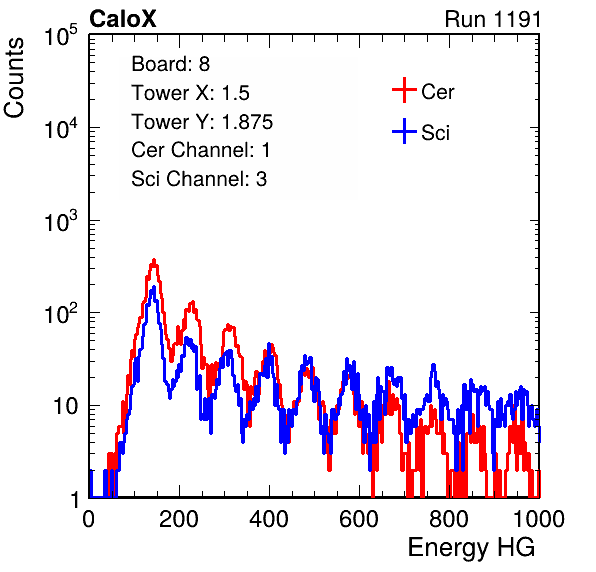 CaloX Run 1191
Counts
Board: 8
Tower X: 1.5
Tower Y: 1.875
Cer Channel: 1
Sci Channel: 3
Cer
Sci
10^5
10^4
10^3
10^2
10
1
0 200 400 600 800 1000
Energy HG